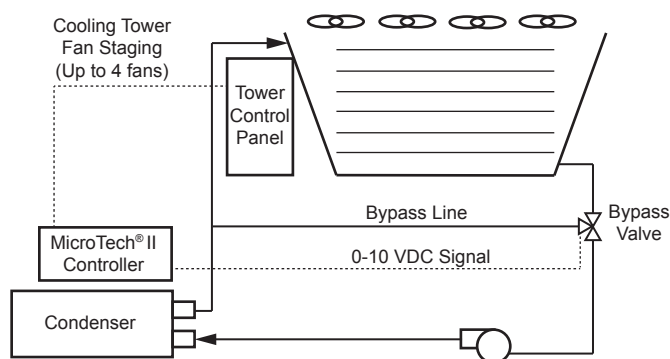 Cooling Tower
Fan Staging
(Up to 4 fans)
Tower
Control
Panel
Bypass Line
Bypass
Valve
MicroTech® II
Controller
0-10 VDC Signal
Condenser